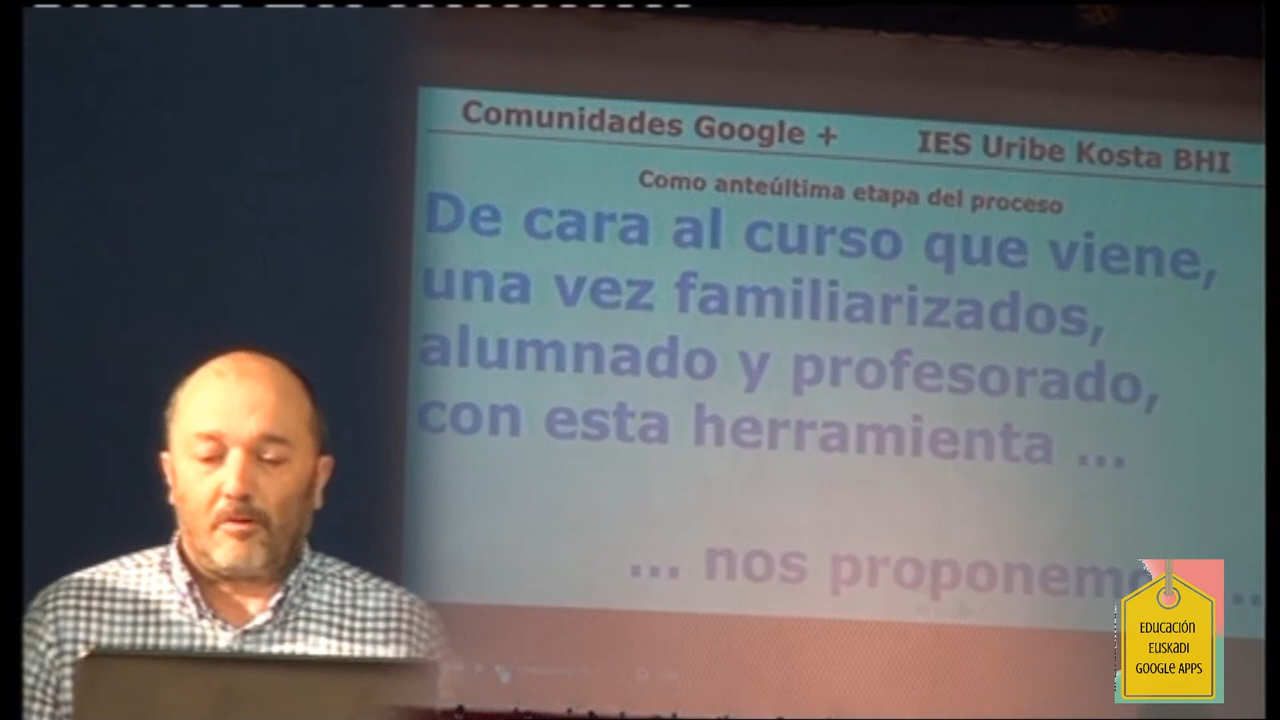 Comunidades Google +
IES Uribe Kosta BHI
Como anteúltima etapa del proceso
De cara al curso que viene,
una vez familiarizados,
alumnado y profesorado,
con esta herramienta ...
... nos proponemo
EDUCACIÓN
EUSKADI
GOOGLE APPS